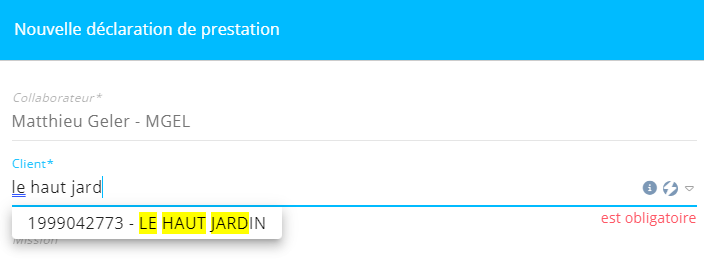 Nouvelle déclaration de prestation
Collaborateur*
Matthieu Geler - MGEL
Client*
le haut jard
est obligatoire
1999042773 - LE HAUT JARDIN
Mission